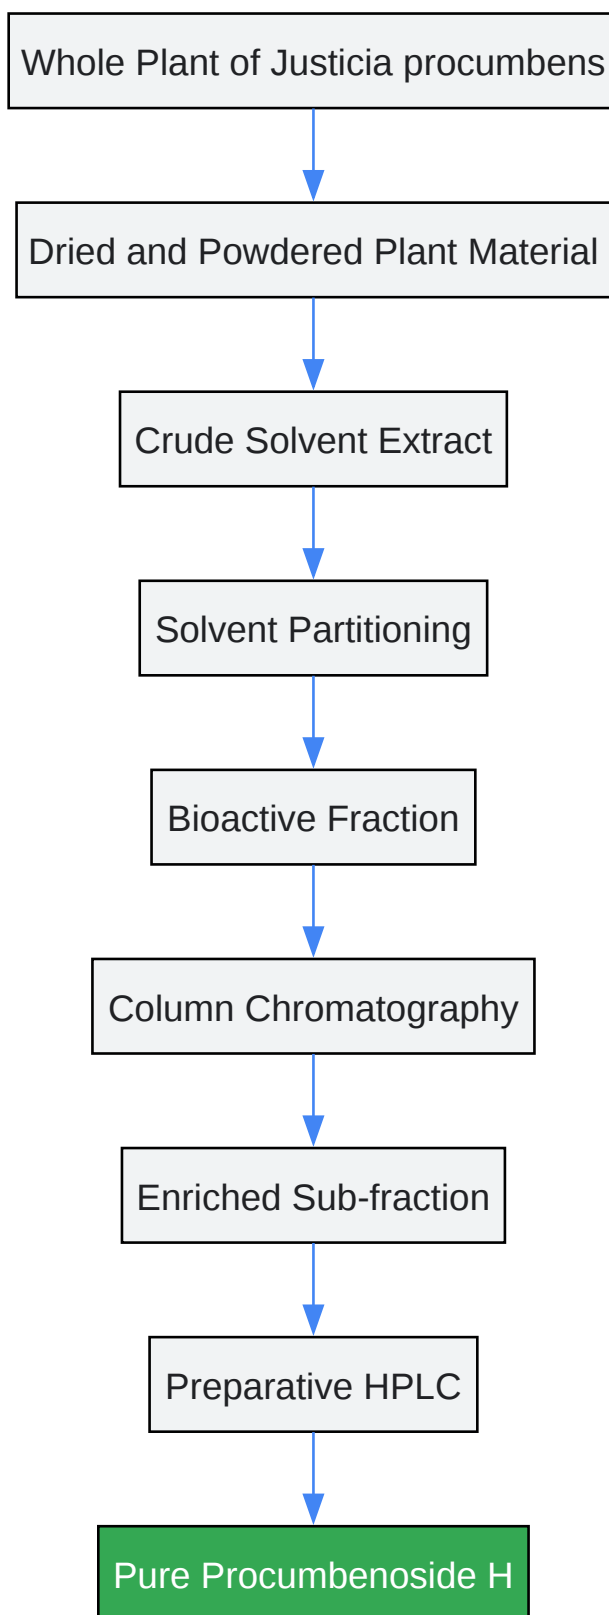 Whole Plant of Justicia procumbens
Dried and Powdered Plant Material
Crude Solvent Extract
Solvent Partitioning
Bioactive Fraction
Column Chromatography
Enriched Sub-fraction
Preparative HPLC
Pure Procumbenoside H